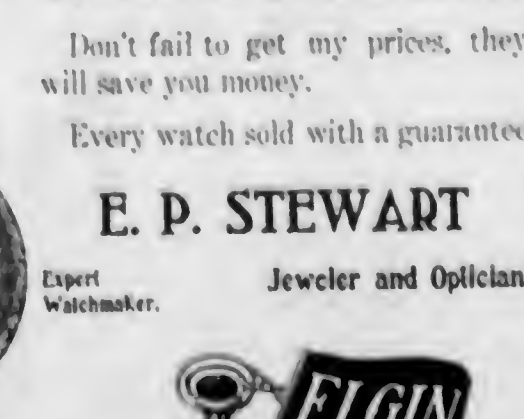 Don't fail to get my prices, they
will save you money.
Every watch sold with a guarantee
E. P. STEWART
Expert
Watchmaker.
Jeweler and Optician
ELGIN